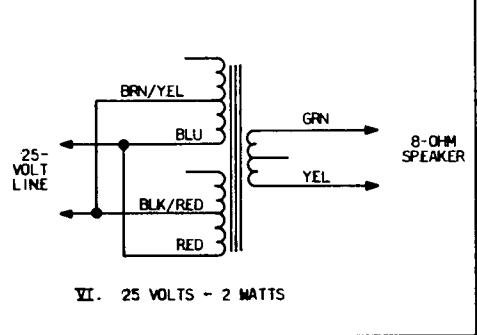 BRN/YEL
GRN
BLU
8-OHM
SPEAKER
25-
VOLT
LINE
YEL
BLK/RED
RED
VI. 25 VOLTS - 2 WATTS